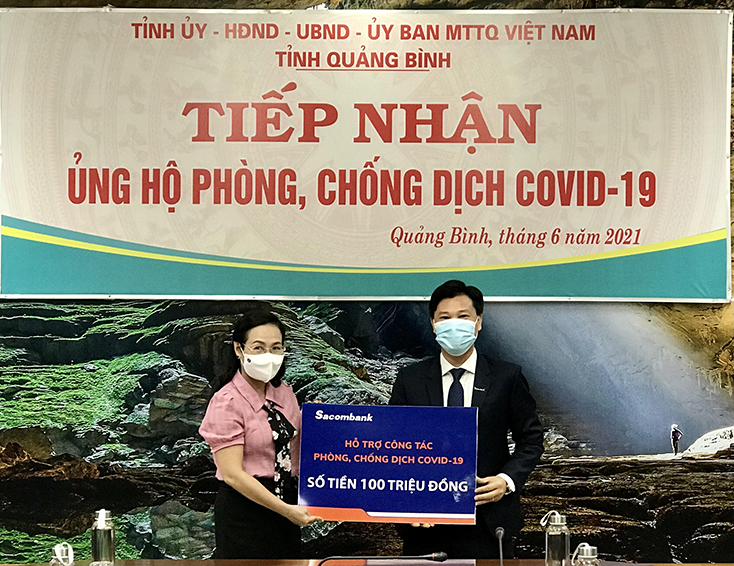 TỈNH ỦY - HĐND - UBND - ỦY BAN MTTQ VIỆT NAM
TỈNH QUẢNG BÌNH
TIẾP NHẬN
ỦNG HỘ PHÒNG, CHỐNG DỊCH COVID-19
Quảng Bình, tháng 6 năm 2021
Sacombank
HỖ TRỢ CÔNG TÁC
PHÒNG, CHỐNG DỊCH COVID-19
SỐ TIỀN 100 TRIỆU ĐỒNG